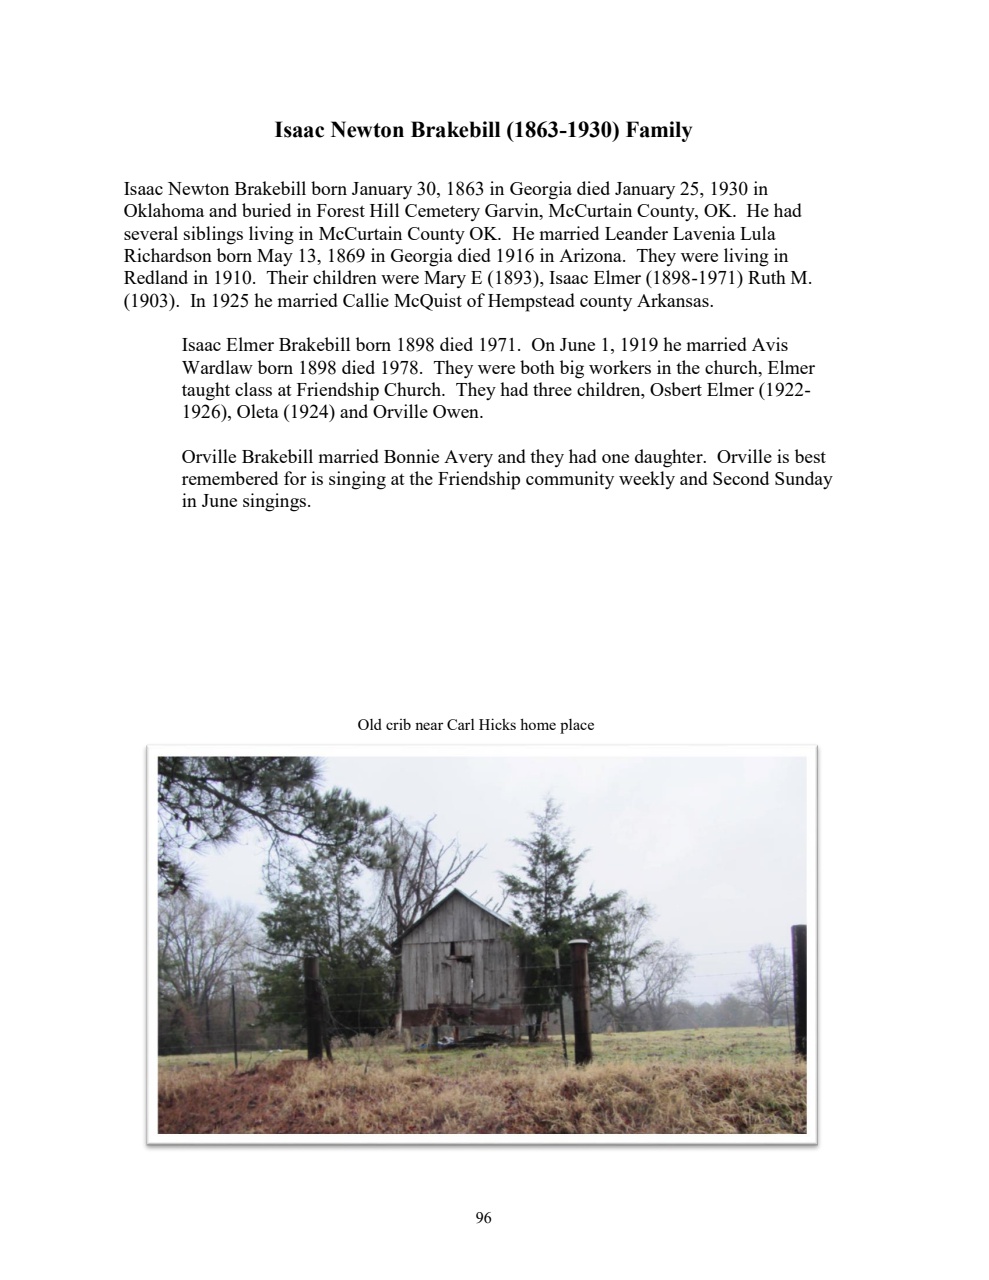 Isaac Newton Brakebill (1863-1930) Family
Isaac Newton Brakebill born January 30, 1863 in Georgia died January 25, 1930 in
Oklahoma and buried in Forest Hill Cemetery Garvin, McCurtain County, OK.  He had
several siblings living in McCurtain County OK.  He married Leander Lavenia Lula
Richardson born May 13, 1869 in Georgia died 1916 in Arizona.  They were living in
Redland in 1910.  Their children were Mary E (1893), Isaac Elmer (1898-1971) Ruth M.
(1903).  In 1925 he married Callie McQuist of Hempstead county Arkansas.
Isaac Elmer Brakebill born 1898 died 1971.  On June 1, 1919 he married Avis
Wardlaw born 1898 died 1978.  They were both big workers in the church, Elmer
taught class at Friendship Church.  They had three children, Osbert Elmer (1922-
1926), Oleta (1924) and Orville Owen.
Orville Brakebill married Bonnie Avery and they had one daughter.  Orville is best
remembered for is singing at the Friendship community weekly and Second Sunday
in June singings.
Old crib near Carl Hicks home place
96